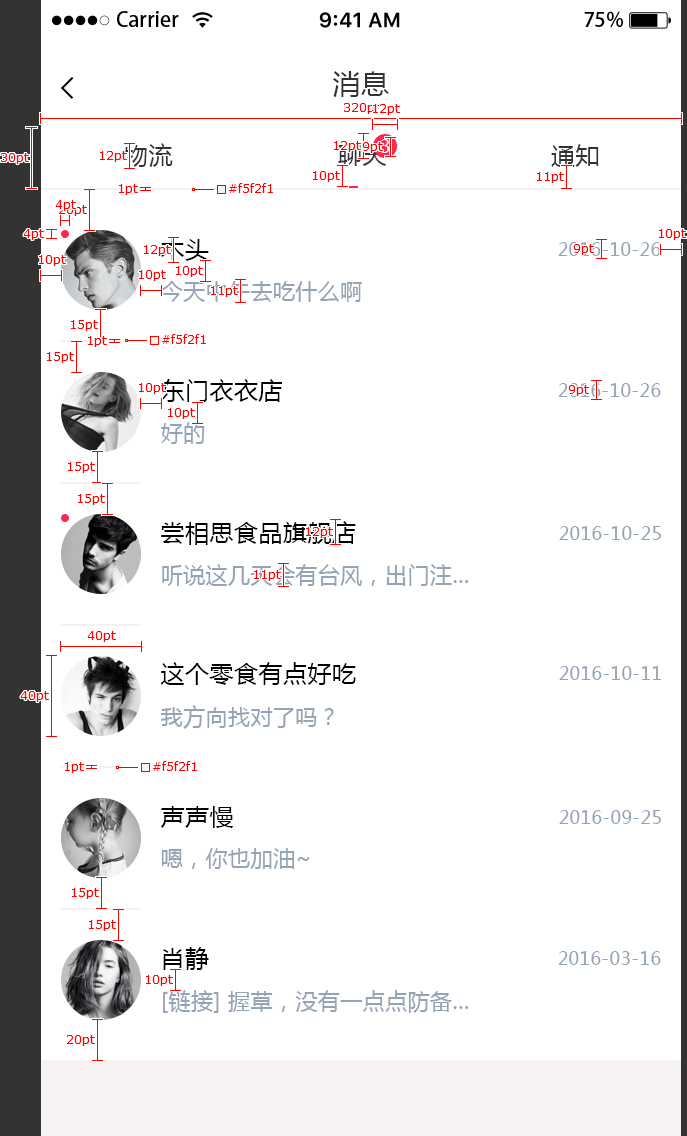 Carrier 9:41 AM 75%
消息
320pt 12pt
30pt 12pt 物流 12pt 聊天 9pt 3 通知
10pt 11pt
1pt #f5f2f1
4pt 20pt
4pt 12pt 木头 9pt 2016-10-26 10pt
10pt 10pt 10pt 今天中午去吃什么啊 11pt
15pt
1pt #f5f2f1
15pt
10pt 东门衣衣店 9pt 2016-10-26
10pt
好的
15pt
15pt
尝相思食品旗舰店 12pt 2016-10-25
听说这几天会有台风，出门注... 11pt
40pt
这个零食有点好吃 2016-10-11
40pt
我方向找对了吗？
1pt #f5f2f1
声声慢 2016-09-25
嗯，你也加油~
15pt
15pt
肖静 2016-03-16
10pt
[链接] 握草，没有一点点防备...
20pt